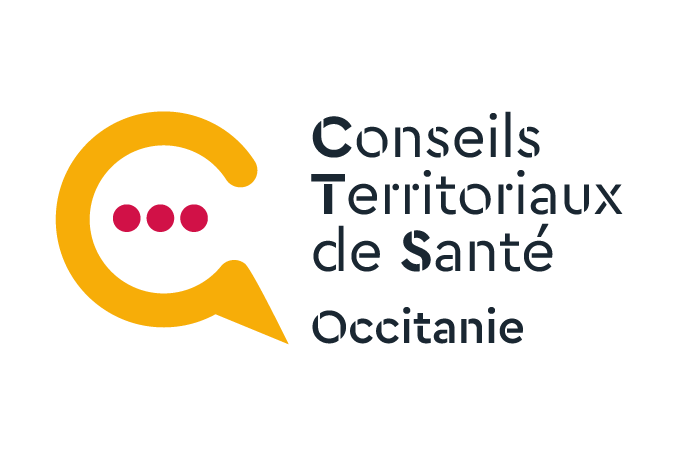 Conseils
Territoriaux
de Santé
Occitanie